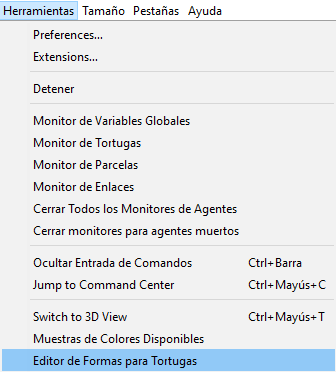 Herramientas Tamaño Pestañas Ayuda
Preferences...
Extensions...
Detener
Monitor de Variables Globales
Monitor de Tortugas
Monitor de Parcelas
Monitor de Enlaces
Cerrar Todos los Monitores de Agentes
Cerrar monitores para agentes muertos
Ocultar Entrada de Comandos Ctrl+Barra
Jump to Command Center Ctrl+Mayús+C
Switch to 3D View Ctrl+Mayús+T
Muestras de Colores Disponibles
Editor de Formas para Tortugas